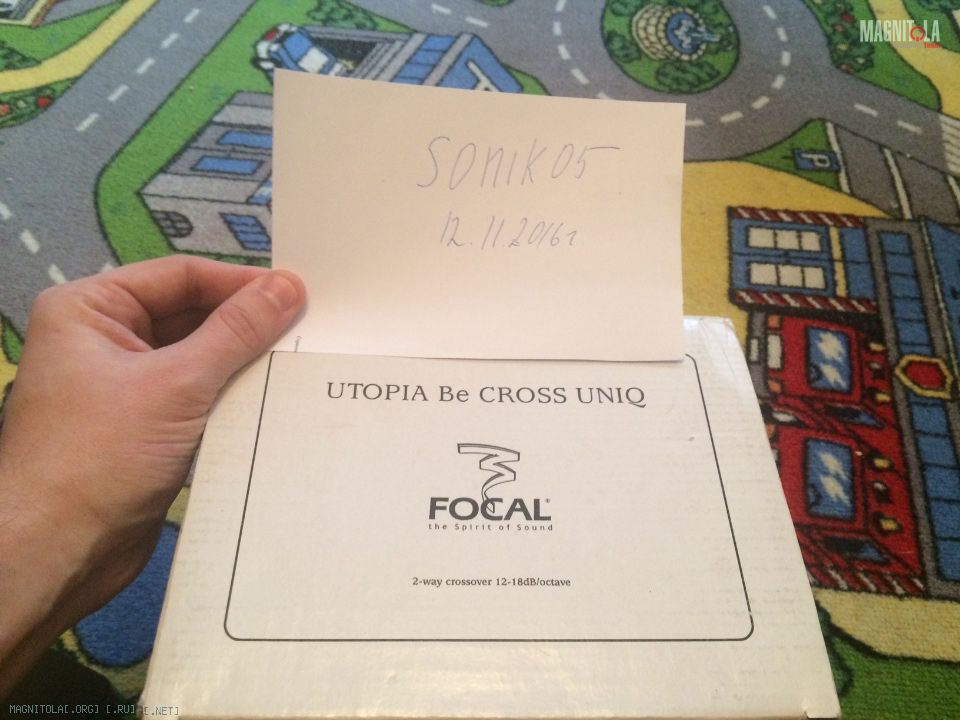 MAGNITOLA
Team
P
SONIK05
12.11.2016г
UTOPIA Be CROSS UNIQ
FOCAL®
the Spirit of Sound
2-way crossover 12-18dB/octave
MAGNITOLA[.ORG] [.RU] [.NET]